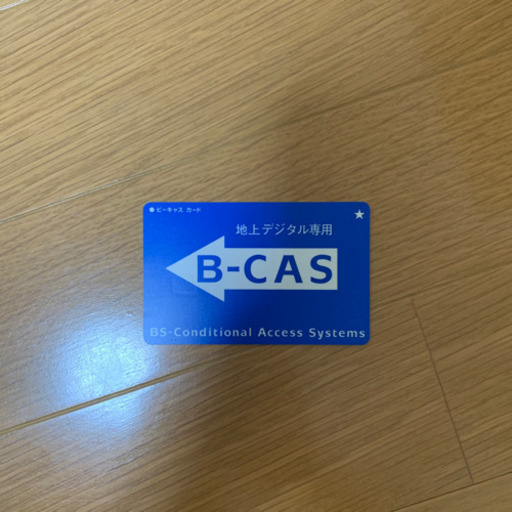 ● ビーキャス カード
★
地上デジタル専用
B-CAS
BS-Conditional Access Systems